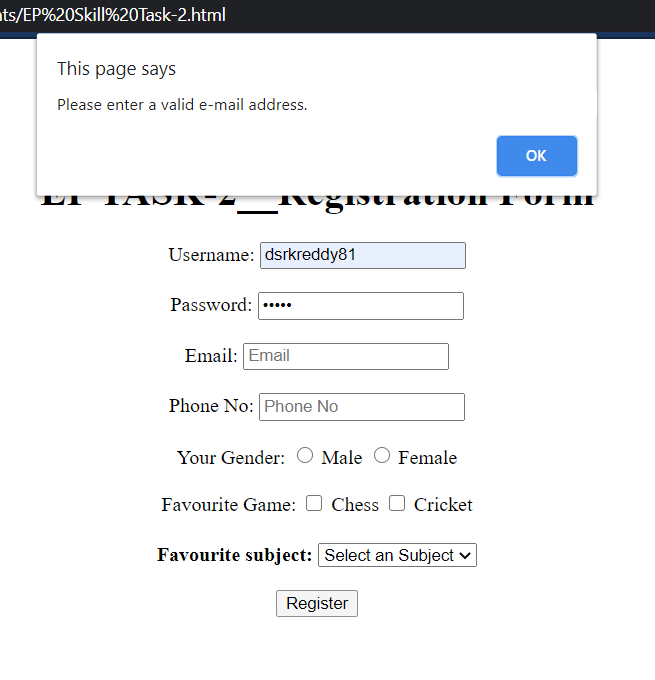 ts/EP%20Skill%20Task-2.html
This page says
Please enter a valid e-mail address.
OK
EP TASK-2__Registration Form
Username: dsrkreddy81
Password: •••••
Email: Email
Phone No: Phone No
Your Gender: Male Female
Favourite Game: Chess Cricket
Favourite subject: Select an Subject
Register